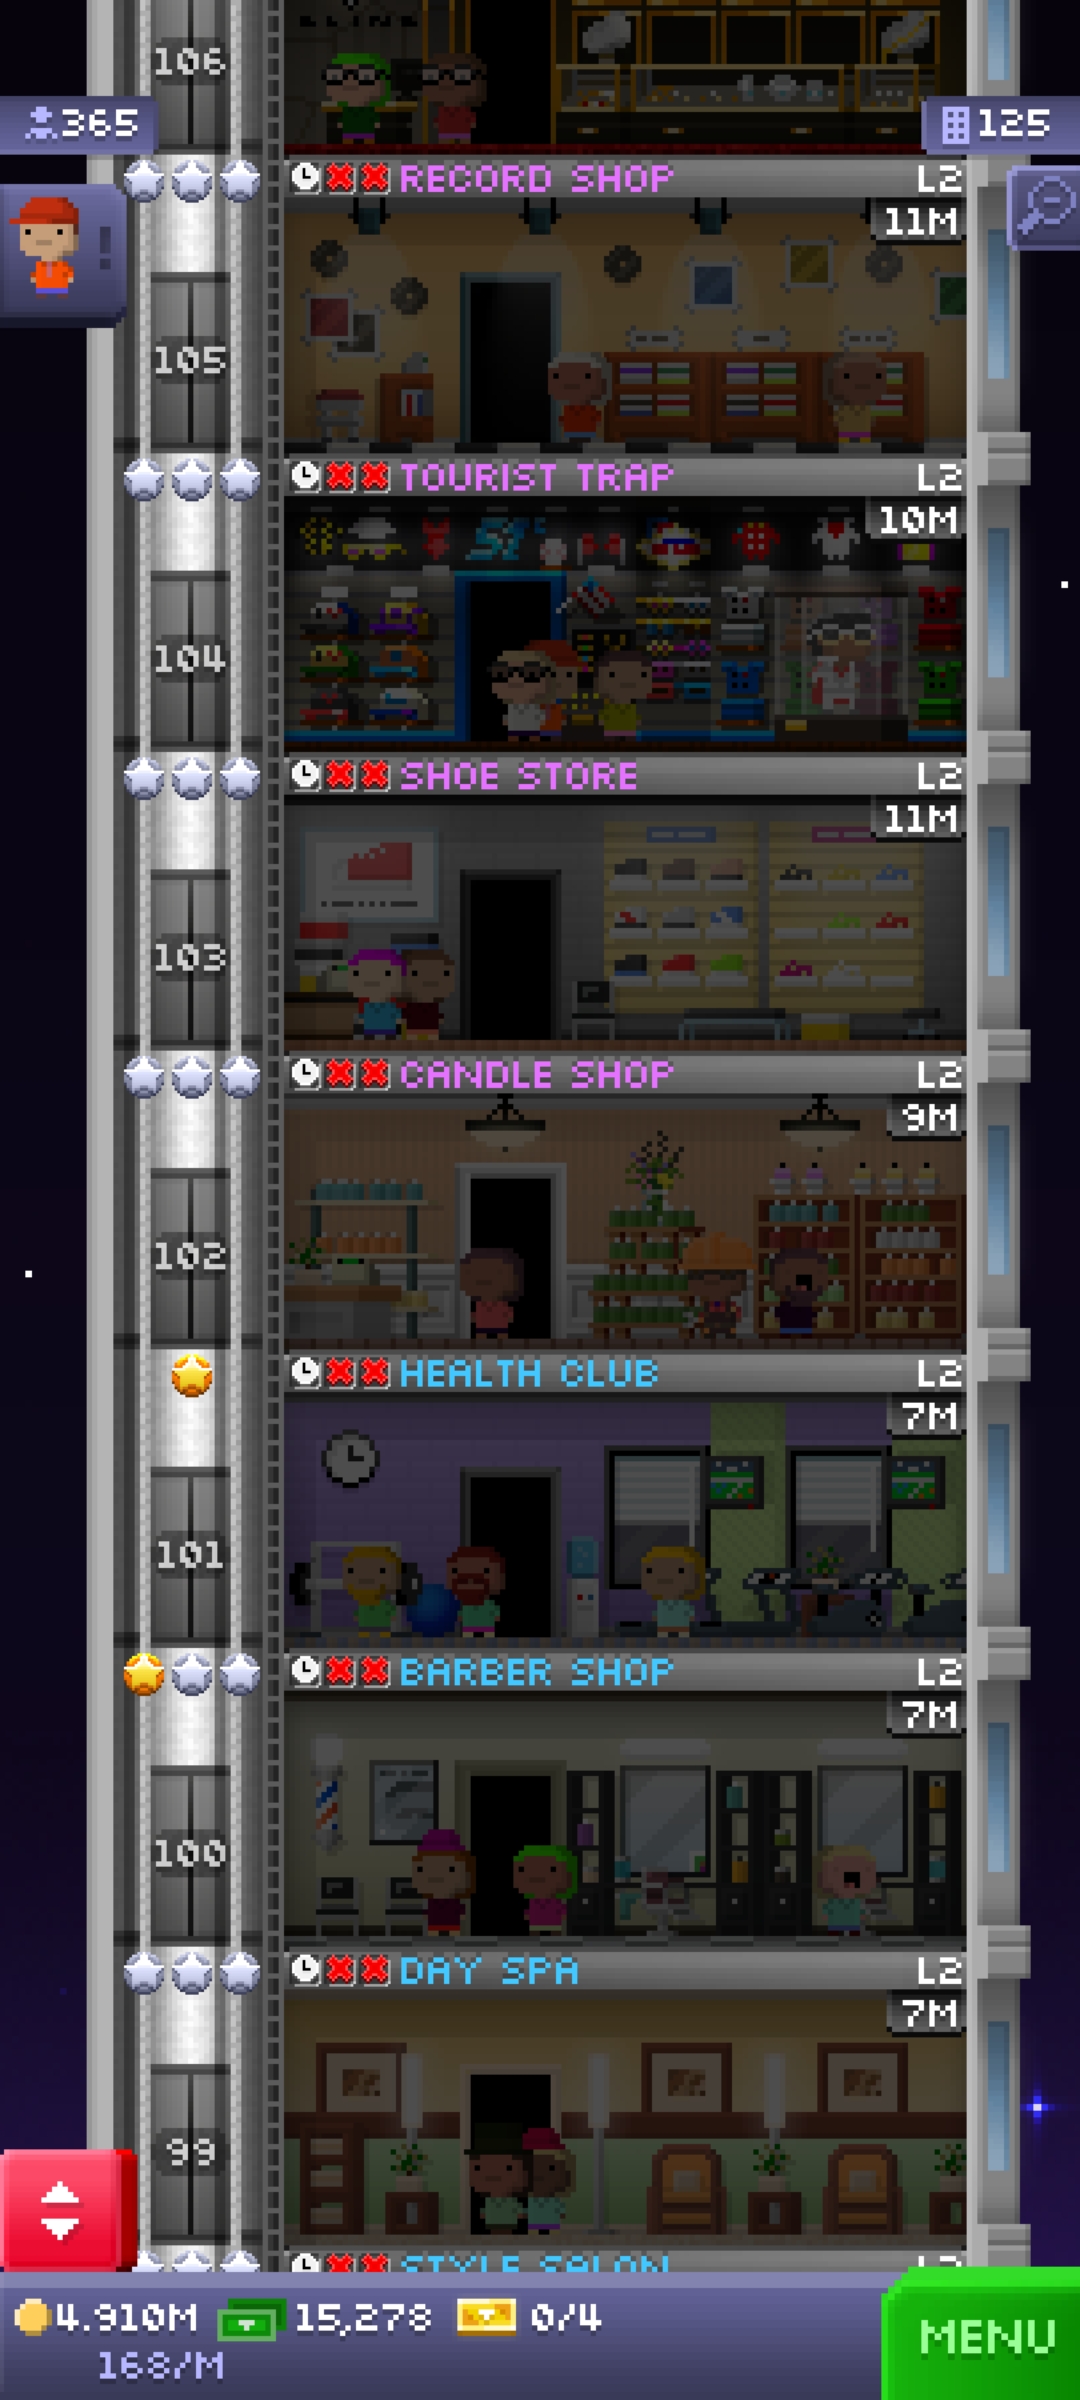 106
365
125
RECORD SHOP L2
11M
105
TOURIST TRAP L2
10M
104
SHOE STORE L2
11M
103
CANDLE SHOP L2
9M
102
HEALTH CLUB L2
7M
101
BARBER SHOP L2
7M
100
DAY SPA L2
7M
99
STYLE SALON L2
4.910M 15,278 0/4
168/M
MENU